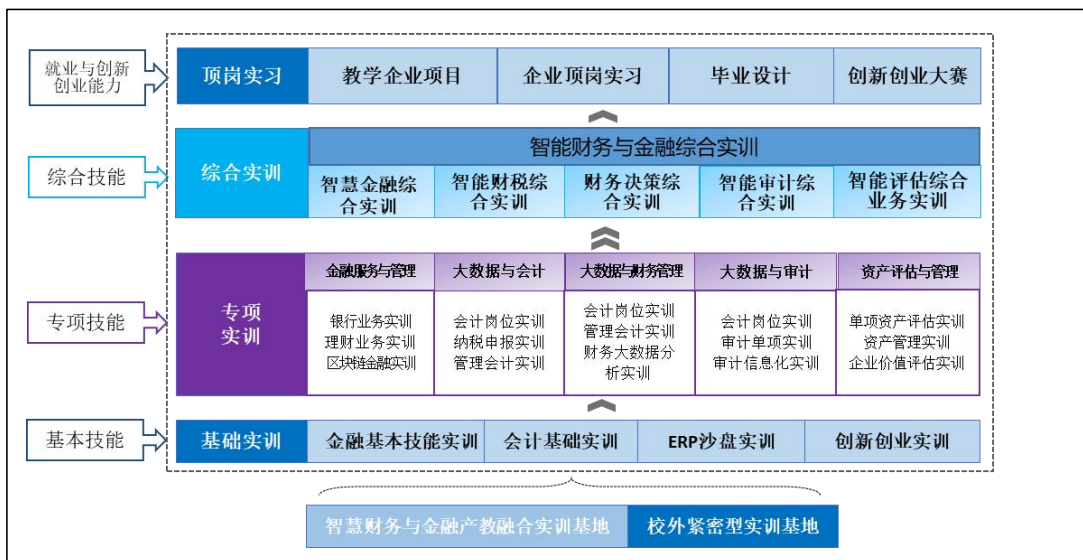 就业与创新
创业能力
顶岗实习
教学企业项目
企业顶岗实习
毕业设计
创新创业大赛
综合技能
综合实训
智能财务与金融综合实训
智慧金融综
合实训
智能财税综
合实训
财务决策综
合实训
智能审计综
合实训
智能评估综合
业务实训
专项技能
专项
实训
金融服务与管理
银行业务实训
理财业务实训
区块链金融实训
大数据与会计
会计岗位实训
纳税申报实训
管理会计实训
大数据与财务管理
会计岗位实训
管理会计实训
财务大数据分
析实训
大数据与审计
会计岗位实训
审计单项实训
审计信息化实训
资产评估与管理
单项资产评估实训
资产管理实训
企业价值评估实训
基本技能
基础实训
金融基本技能实训
会计基础实训
ERP沙盘实训
创新创业实训
智慧财务与金融产教融合实训基地
校外紧密型实训基地